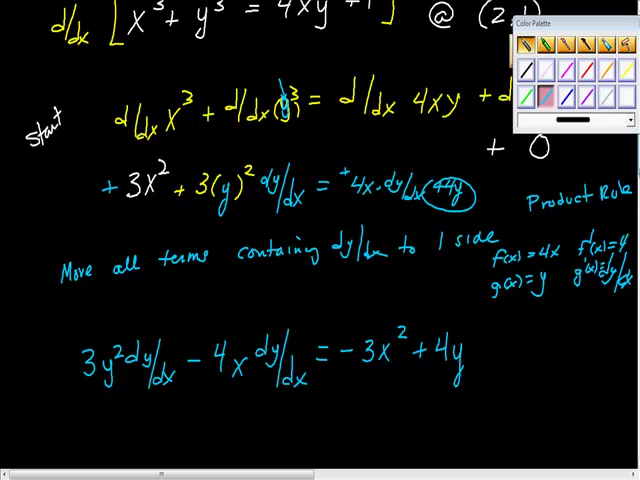 d/dx [ x³ + y³ = 4xy + 1 ] @ (2,1)
Color Palette
start d/dx x³ + d/dx (y)³ = d/dx 4xy + d
+ 0
+ 3x² + 3(y)² dy/dx = +4x · dy/dx +4y
Product Rule
Move all terms containing dy/dx to 1 side
f(x) = 4x f'(x) = 4
g(x) = y g'(x) = dy/dx
3y² dy/dx - 4x dy/dx = -3x² + 4y